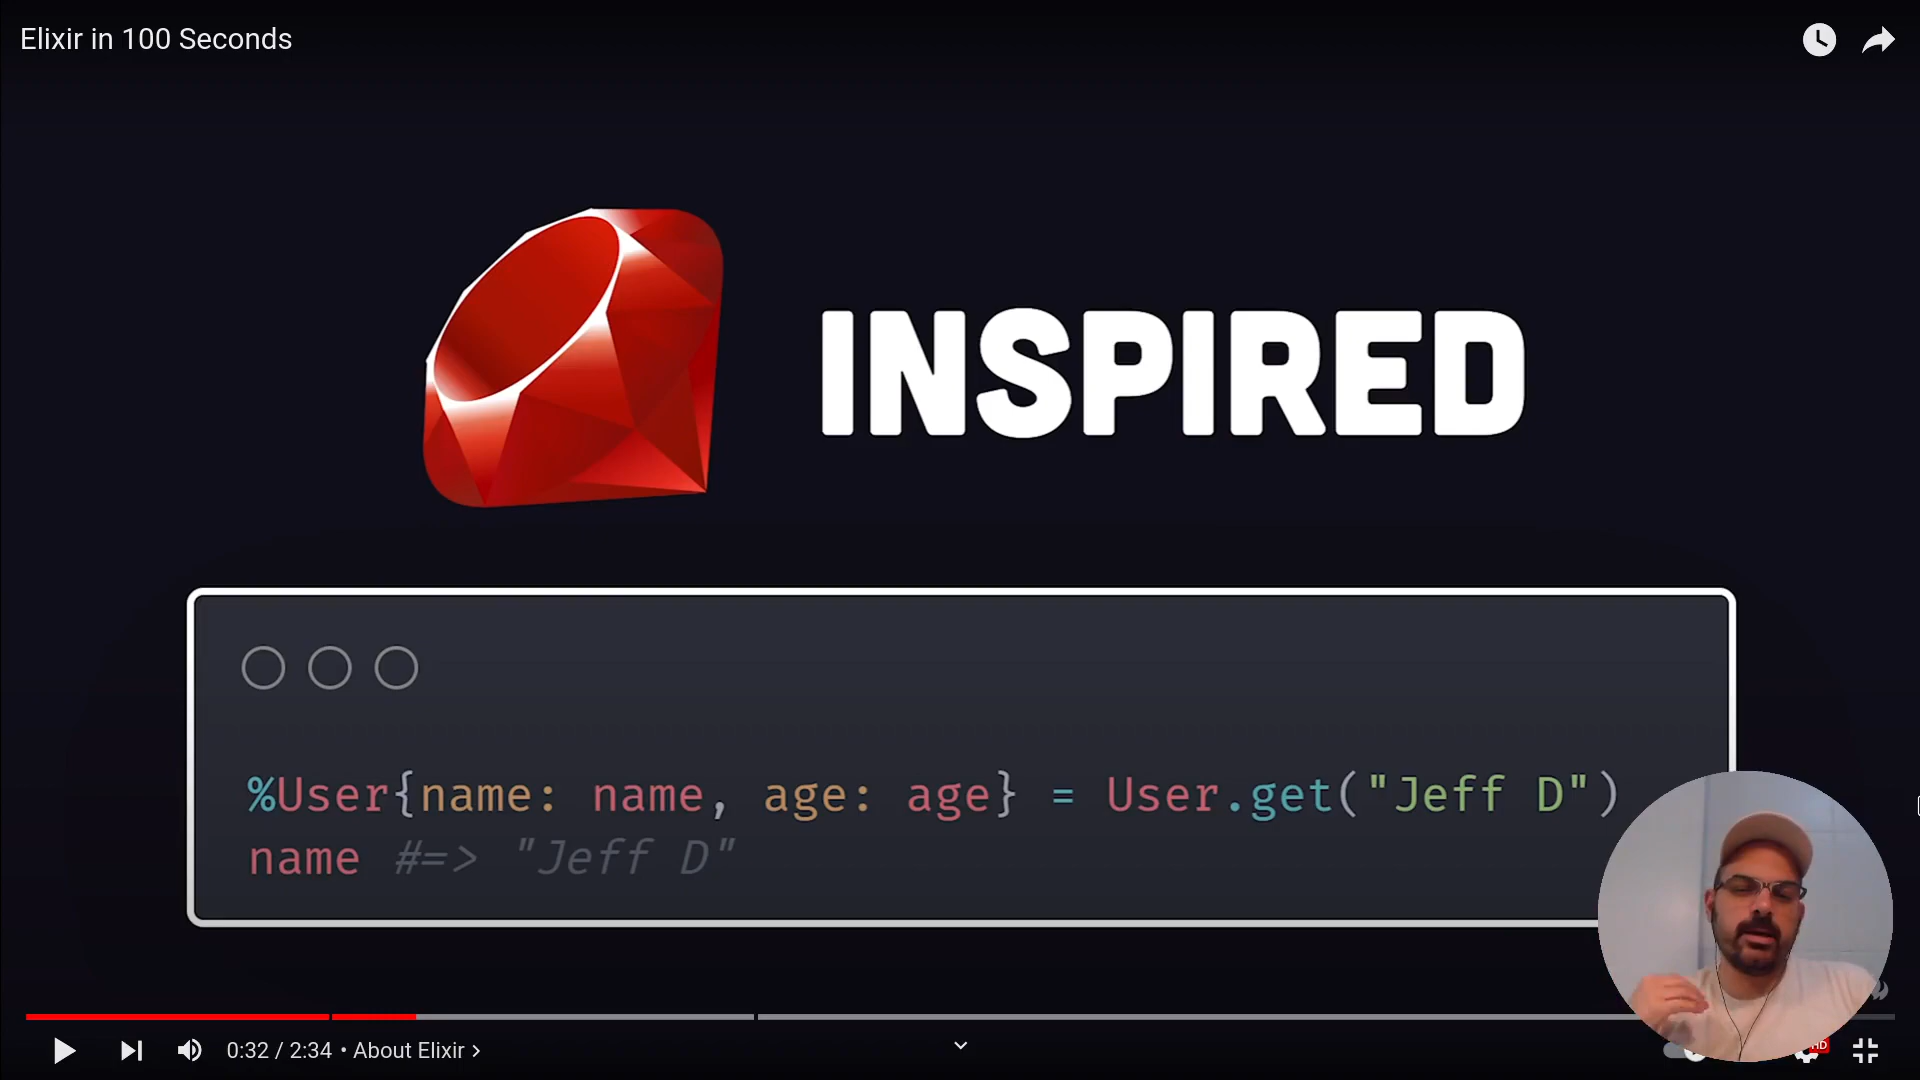 Elixir in 100 Seconds
INSPIRED
%User{name: name, age: age} = User.get("Jeff D")
name #=> "Jeff D"
0:32 / 2:34 • About Elixir
HD